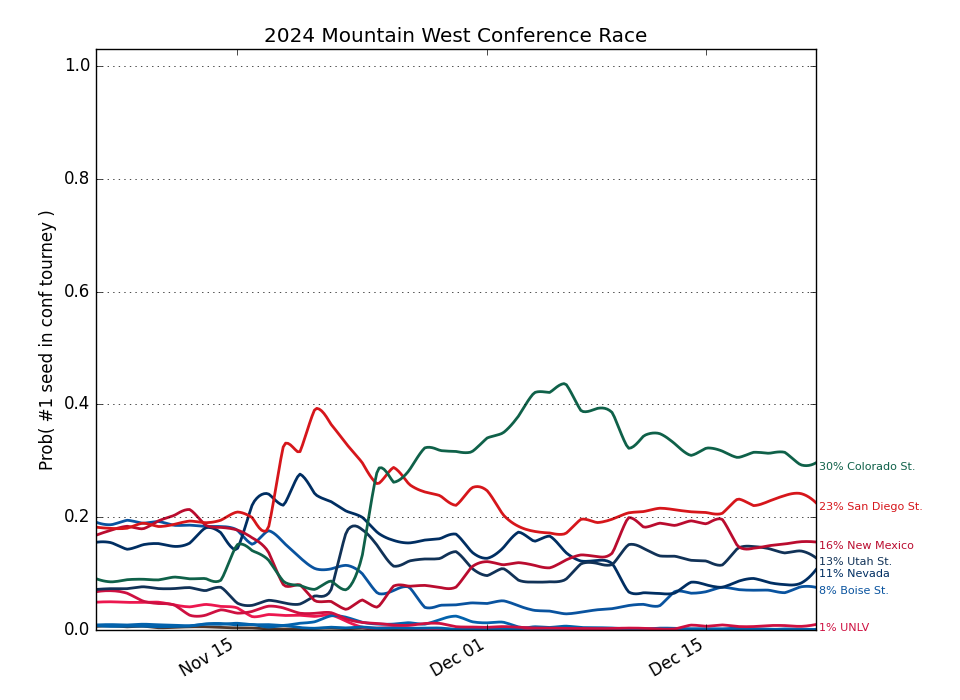 2024 Mountain West Conference Race
Prob( #1 seed in conf tourney )
1.0
0.8
0.6
0.4
0.2
0.0
Nov 15
Dec 01
Dec 15
30% Colorado St.
23% San Diego St.
16% New Mexico
13% Utah St.
11% Nevada
8% Boise St.
1% UNLV